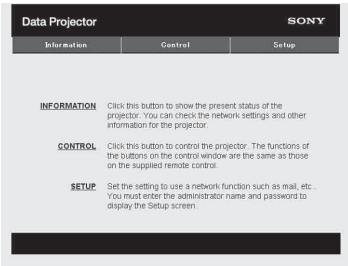 Data Projector SONY
Information Control Setup
INFORMATION Click this button to show the present status of the
projector. You can check the network settings and other
information for the projector.
CONTROL Click this button to control the projector. The functions of
the buttons on the control window are the same as those
on the supplied remote control.
SETUP Set the setting to use a network function such as mail, etc...
You must enter the administrator name and password to
display the Setup screen.